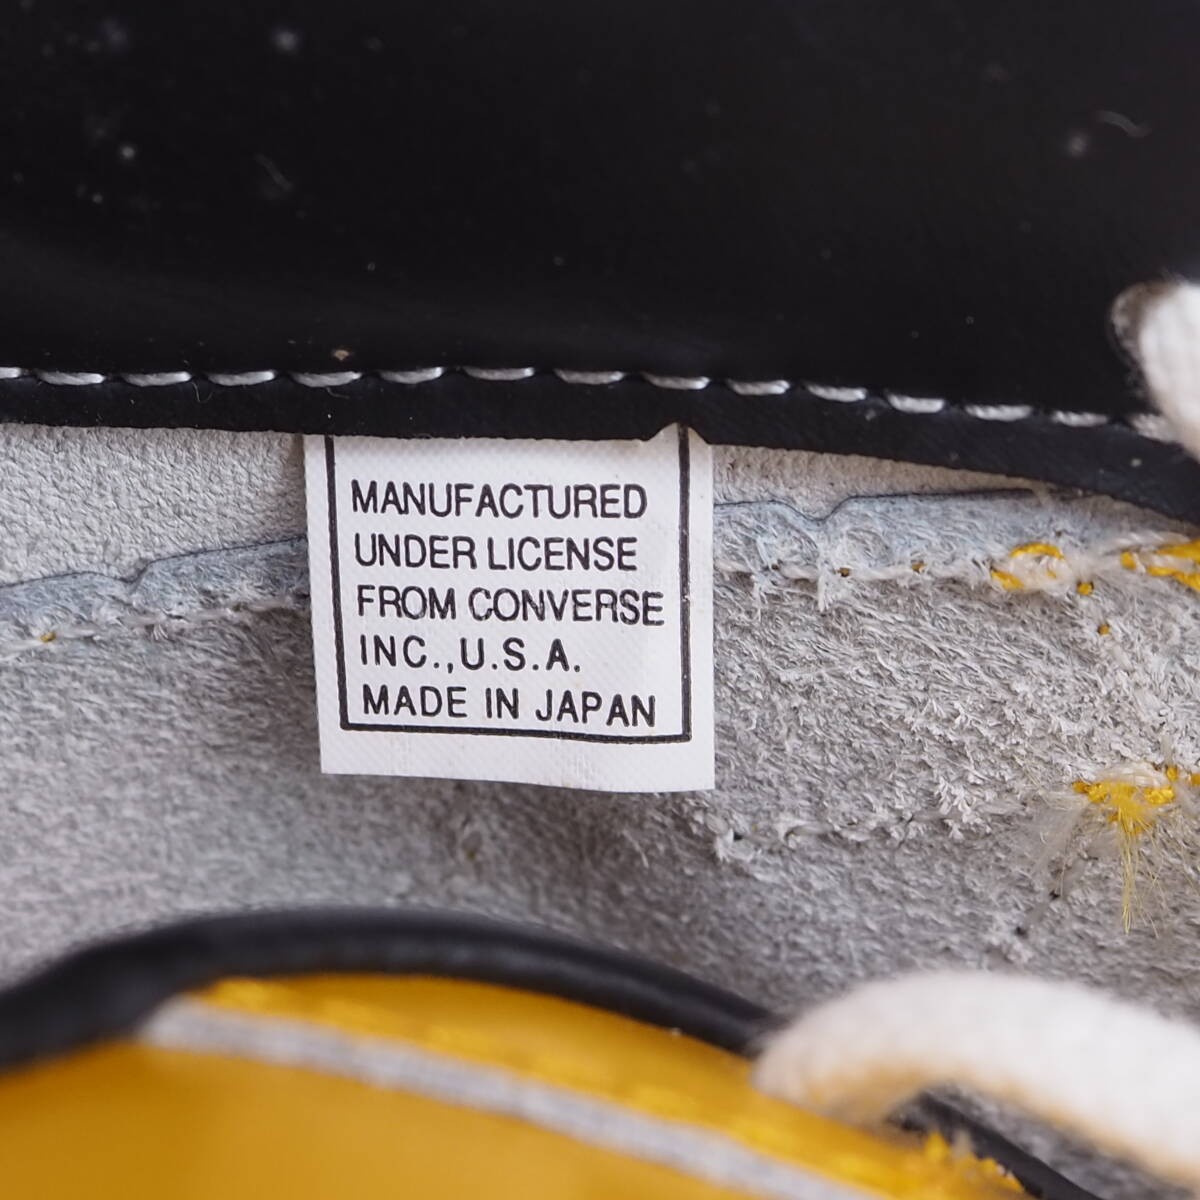 MANUFACTURED
UNDER LICENSE
FROM CONVERSE
INC.,U.S.A.
MADE IN JAPAN